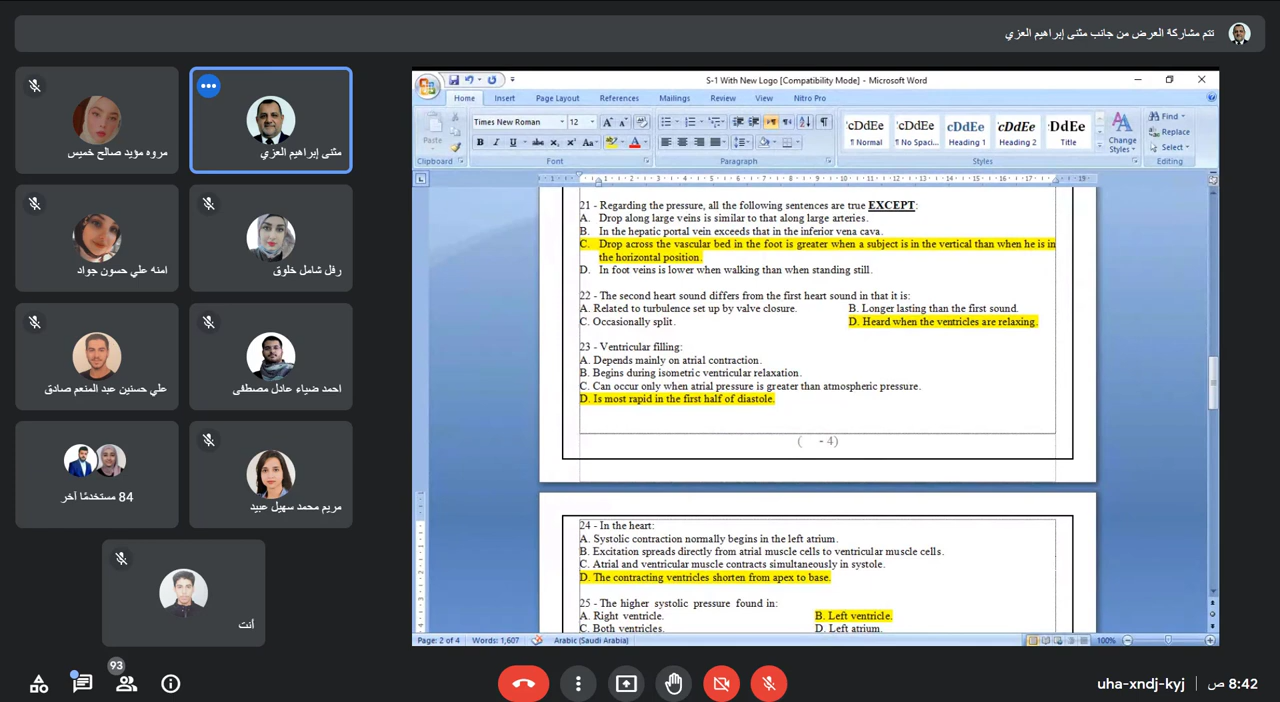 تتم مشاركة العرض من جانب مثنى إبراهيم العزي
مروه مؤيد صالح خميس
مثنى إبراهيم العزي
امنه علي حسون جواد
رفل شامل خلوق
علي حسنين عبد المنعم صادق
احمد ضياء عادل مصطفى
84 مستخدمًا آخر
مريم محمد سهيل عبيد
أنت
S-1 With New Logo [Compatibility Mode] - Microsoft Word
Home Insert Page Layout References Mailings Review View Nitro Pro
Paste
Times New Roman 12
B I U abc x₂ x² Aa
cDdEe cDdEe cDdEe cDdEe DdEe
¶ Normal ¶ No Spaci... Heading 1 Heading 2 Title
Change Styles
Find
Replace
Select
Clipboard Font Paragraph Styles Editing
21 - Regarding the pressure, all the following sentences are true EXCEPT:
A. Drop along large veins is similar to that along large arteries.
B. In the hepatic portal vein exceeds that in the inferior vena cava.
C. Drop across the vascular bed in the foot is greater when a subject is in the vertical than when he is in
the horizontal position.
D. In foot veins is lower when walking than when standing still.
22 - The second heart sound differs from the first heart sound in that it is:
A. Related to turbulence set up by valve closure. B. Longer lasting than the first sound.
C. Occasionally split. D. Heard when the ventricles are relaxing.
23 - Ventricular filling:
A. Depends mainly on atrial contraction.
B. Begins during isometric ventricular relaxation.
C. Can occur only when atrial pressure is greater than atmospheric pressure.
D. Is most rapid in the first half of diastole.
( - 4)
24 - In the heart:
A. Systolic contraction normally begins in the left atrium.
B. Excitation spreads directly from atrial muscle cells to ventricular muscle cells.
C. Atrial and ventricular muscle contracts simultaneously in systole.
D. The contracting ventricles shorten from apex to base.
25 - The higher systolic pressure found in:
A. Right ventricle. B. Left ventricle.
C. Both ventricles. D. Left atrium.
Page: 2 of 4 Words: 1,607 Arabic (Saudi Arabia) 100%
93
uha-xndj-kyj | 8:42 ص